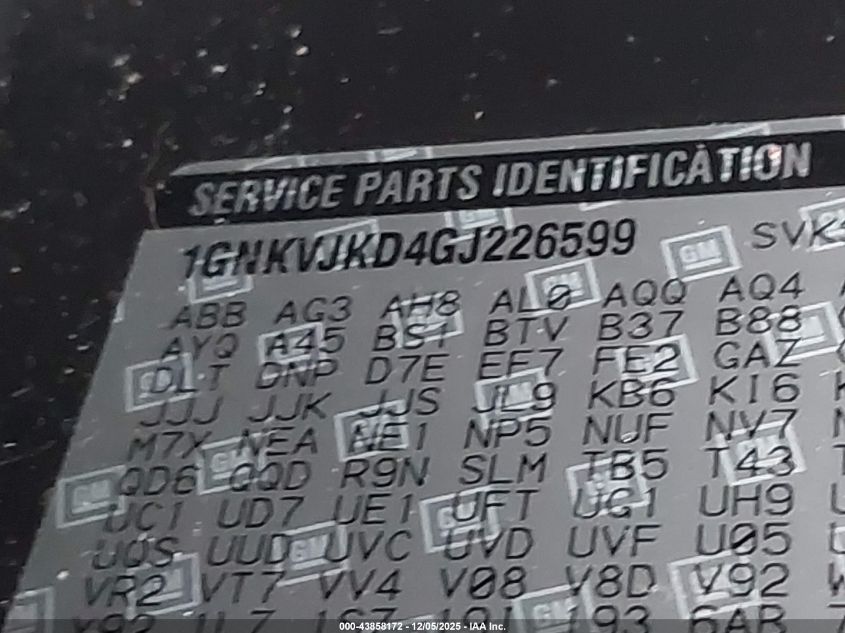 SERVICE PARTS IDENTIFICATION
1GNKVJKD4GJ226599 SVK
ABB AG3 AH8 AL0 AQQ AQ4
AYQ A45 BS1 BTV B37 B88
DLT DNP D7E EF7 FE2 GAZ
JJJ JJK JJS JL9 KB6 KI6
M7X NEA NE1 NP5 NUF NV7
QD6 QQD R9N SLM TB5 T43
UC1 UD7 UE1 UFT UG1 UH9
UQS UUD UVC UVD UVF U05
VR2 VT7 VV4 V08 V8D V92
000-43858172 - 12/05/2025 - IAA Inc.